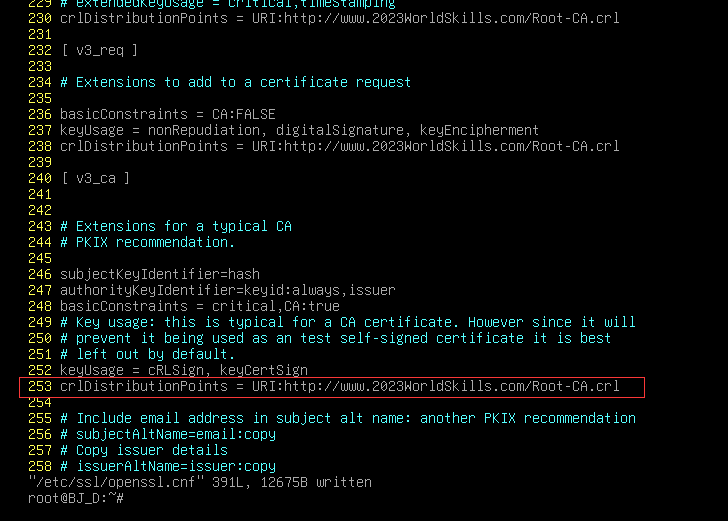 229 # extendedKeyUsage = critical,timeStamping
230 crlDistributionPoints = URI:http://www.2023WorldSkills.com/Root-CA.crl
231
232 [ v3_req ]
233
234 # Extensions to add to a certificate request
235
236 basicConstraints = CA:FALSE
237 keyUsage = nonRepudiation, digitalSignature, keyEncipherment
238 crlDistributionPoints = URI:http://www.2023WorldSkills.com/Root-CA.crl
239
240 [ v3_ca ]
241
242
243 # Extensions for a typical CA
244 # PKIX recommendation.
245
246 subjectKeyIdentifier=hash
247 authorityKeyIdentifier=keyid:always,issuer
248 basicConstraints = critical,CA:true
249 # Key usage: this is typical for a CA certificate. However since it will
250 # prevent it being used as an test self-signed certificate it is best
251 # left out by default.
252 keyUsage = cRLSign, keyCertSign
253 crlDistributionPoints = URI:http://www.2023WorldSkills.com/Root-CA.crl
254
255 # Include email address in subject alt name: another PKIX recommendation
256 # subjectAltName=email:copy
257 # Copy issuer details
258 # issuerAltName=issuer:copy
"/etc/ssl/openssl.cnf" 391L, 12675B written
root@BJ_D:~#